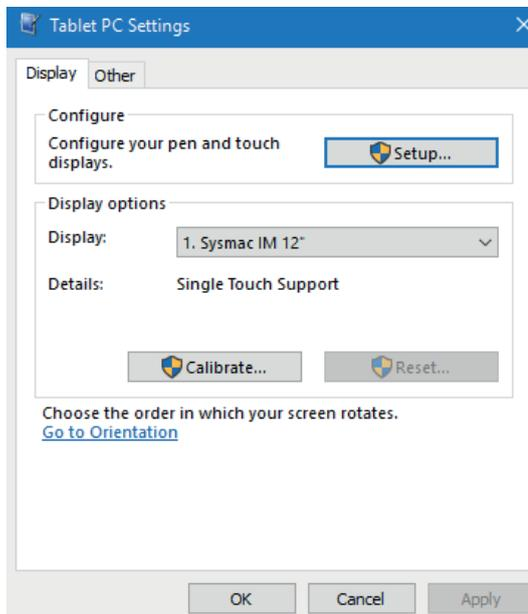 Tablet PC Settings
Display Other
Configure
Configure your pen and touch
displays.
Setup...
Display options
Display: 1. Sysmac IM 12"
Details: Single Touch Support
Calibrate... Reset...
Choose the order in which your screen rotates.
Go to Orientation
OK Cancel Apply